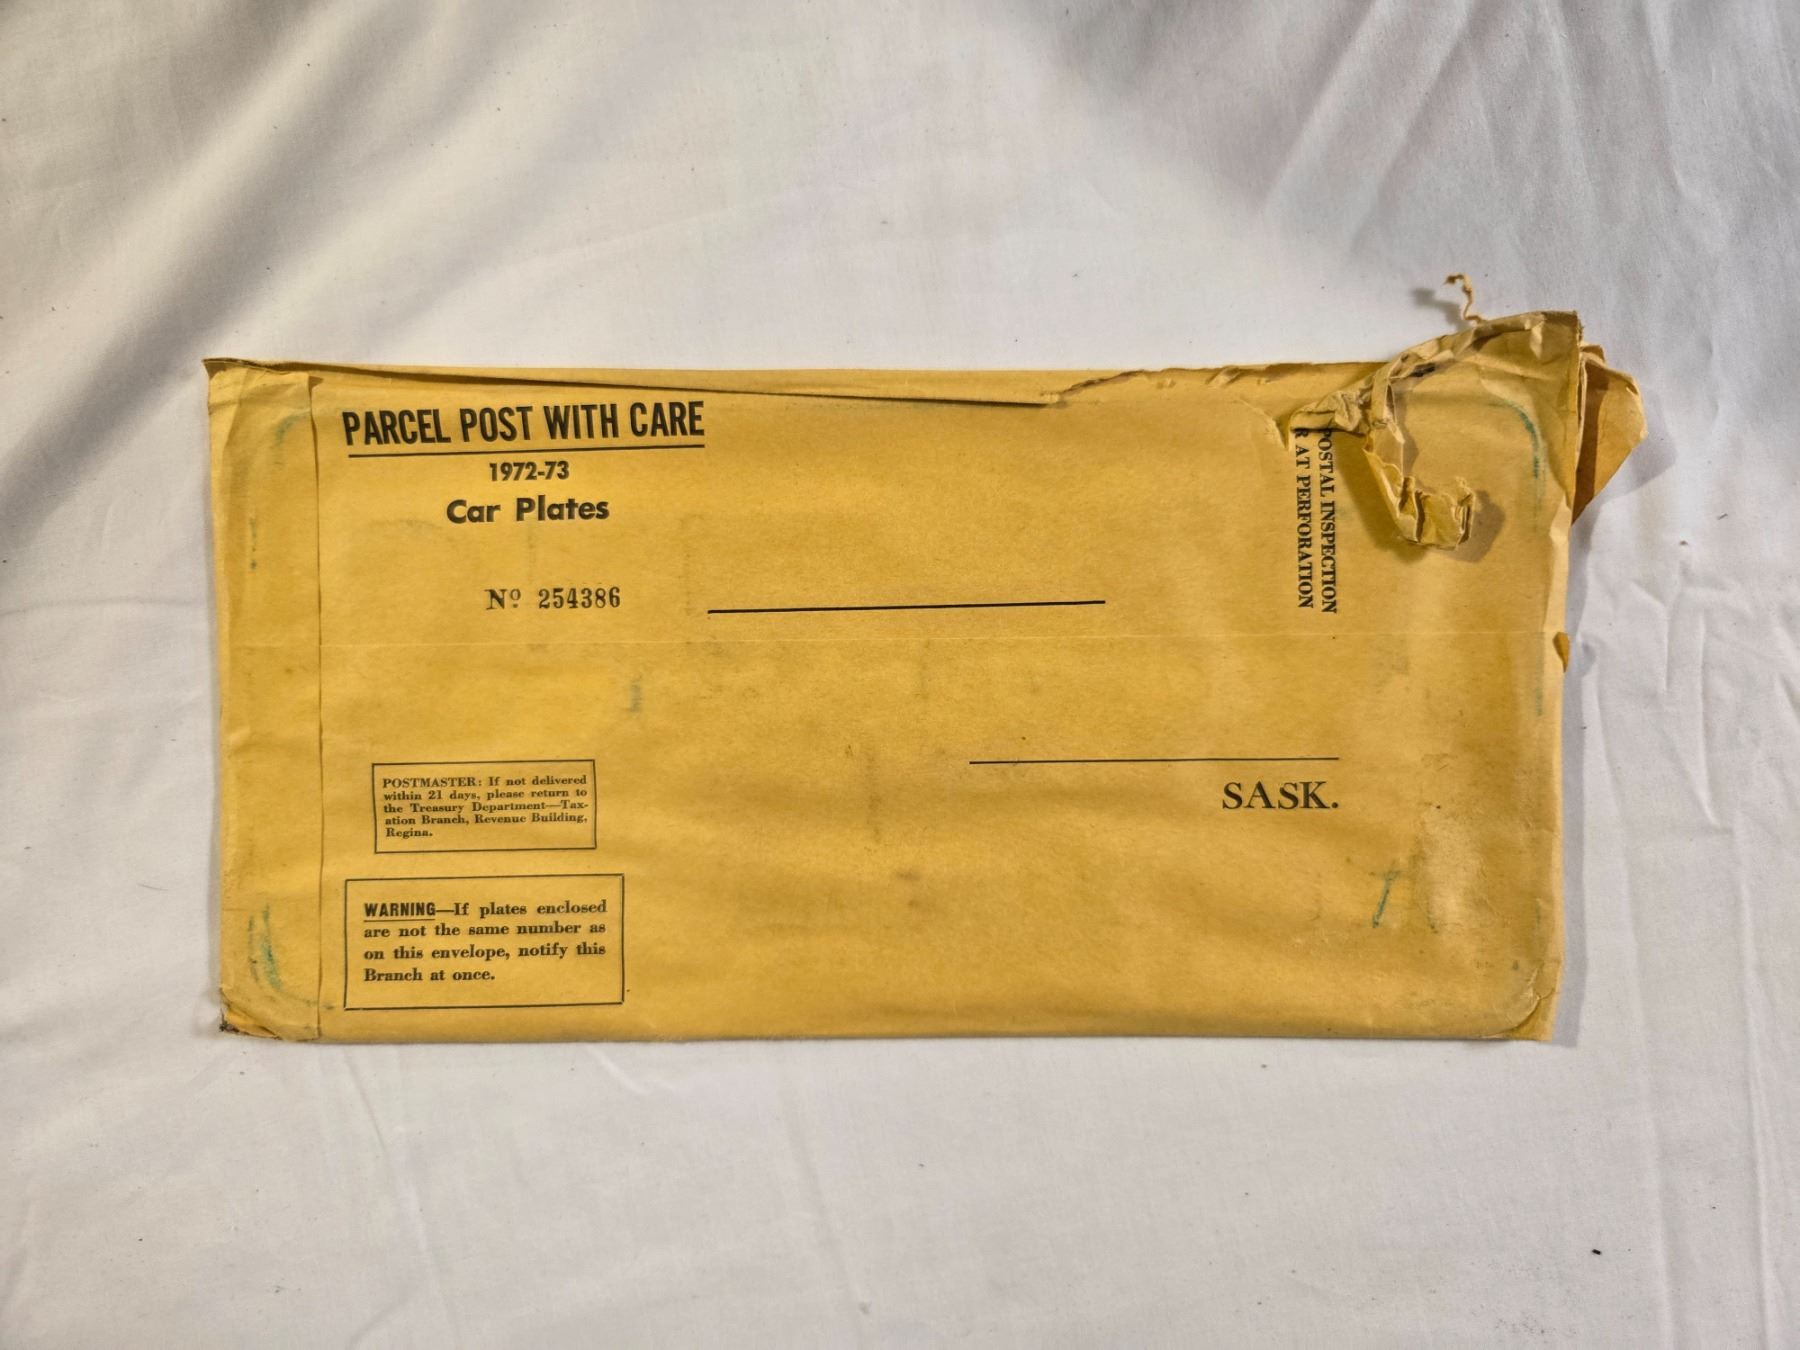 PARCEL POST WITH CARE
1972-73
Car Plates
Nº 254386
POSTAL INSPECTION
AT PERFORATION
SASK.
POSTMASTER: If not delivered
within 21 days, please return to
the Treasury Department—Tax-
ation Branch, Revenue Building,
Regina.
WARNING—If plates enclosed
are not the same number as
on this envelope, notify this
Branch at once.